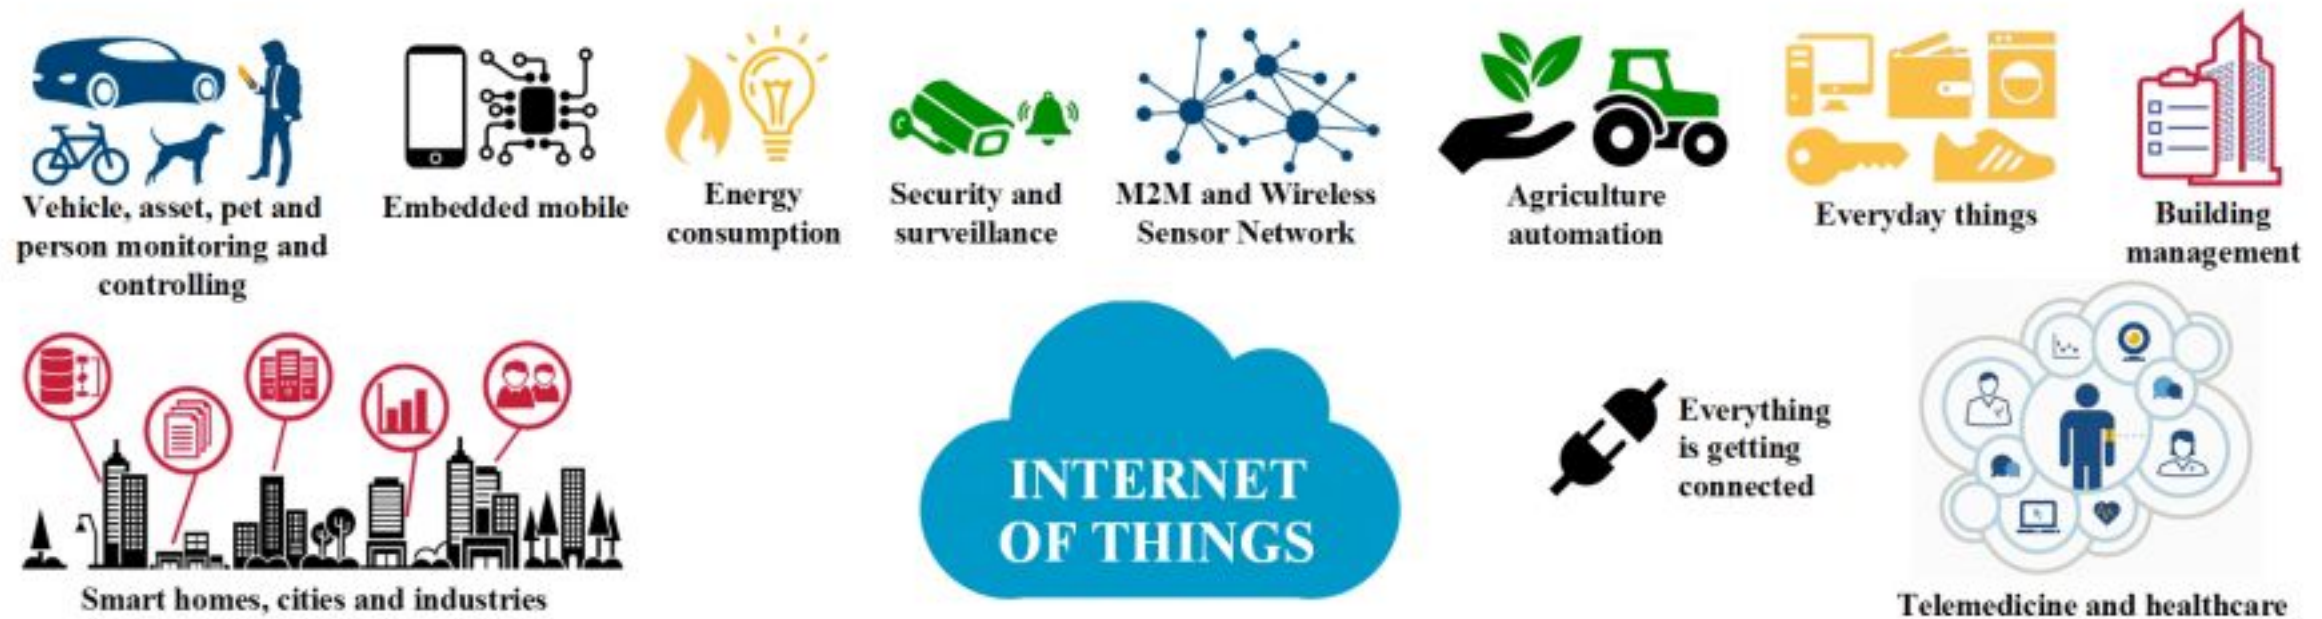 Vehicle, asset, pet and
person monitoring and
controlling
Embedded mobile
Energy
consumption
Security and
surveillance
M2M and Wireless
Sensor Network
Agriculture
automation
Everyday things
Building
management
Smart homes, cities and industries
INTERNET
OF THINGS
Everything
is getting
connected
Telemedicine and healthcare